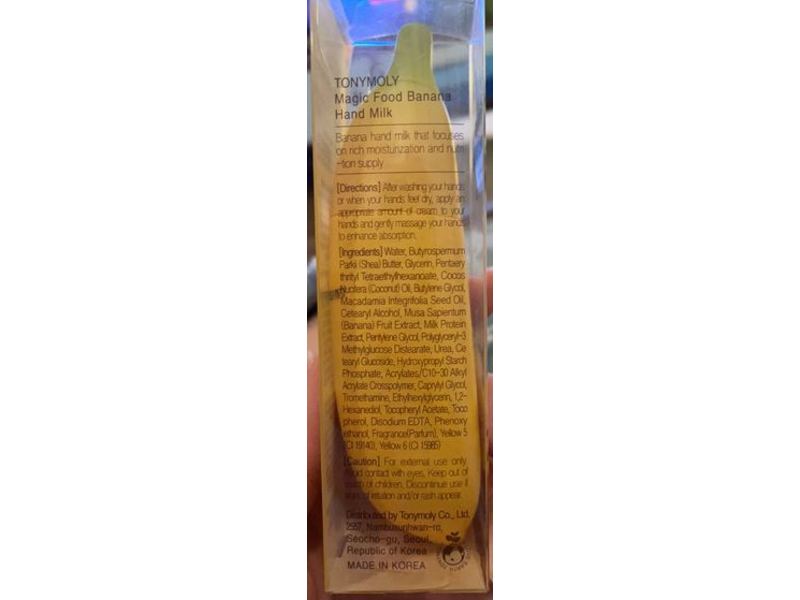 TONYMOLY
Magic Food Banana
Hand Milk
Banana hand milk that focuses
on rich moisturization and nutri
-tion supply
[Directions] After washing your hands
or when your hands feel dry, apply an
appropriate amount of cream to your
hands and gently massage your hands
to enhance absorption.
[Ingredients] Water, Butyrospermum
Parkii (Shea) Butter, Glycerin, Pentaery
thrityl Tetraethylhexanoate, Cocos
Nucifera (Coconut) Oil, Butylene Glycol,
Macadamia Integrifolia Seed Oil,
Cetearyl Alcohol, Musa Sapientum
(Banana) Fruit Extract, Milk Protein
Extract, Pentylene Glycol, Polyglyceryl-3
Methylglucose Distearate, Urea, Ce
tearyl Glucoside, Hydroxypropyl Starch
Phosphate, Acrylates/C10-30 Alkyl
Acrylate Crosspolymer, Caprylyl Glycol,
Tromethamine, Ethylhexylglycerin, 1,2-
Hexanediol, Tocopheryl Acetate, Toco
pherol, Disodium EDTA, Phenoxy
ethanol, Fragrance(Parfum), Yellow 5
(CI 19140), Yellow 6 (CI 15985)
[Caution] For external use only.
Avoid contact with eyes. Keep out of
reach of children. Discontinue use if
signs of irritation and/or rash appear.
Distributed by Tonymoly Co., Ltd.
2557, Nambusunhwan-ro,
Seocho-gu, Seoul,
Republic of Korea
MADE IN KOREA